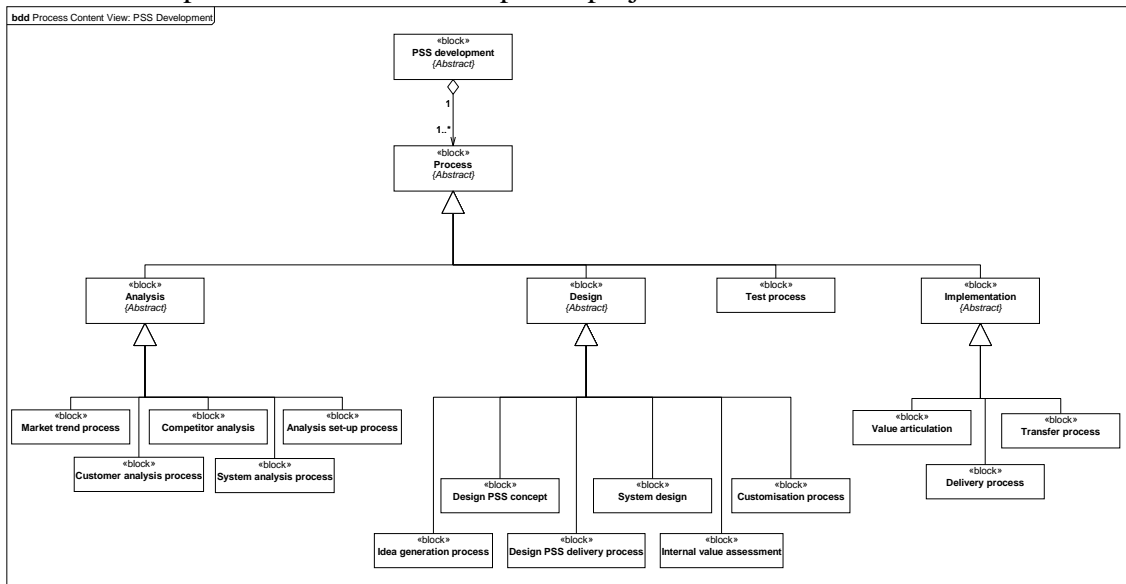 bdd Process Content View: PSS Development
«block»
PSS development
{Abstract}
1
1..*
«block»
Process
{Abstract}
«block»
Analysis
{Abstract}
«block»
Design
{Abstract}
«block»
Test process
«block»
Implementation
{Abstract}
«block»
Market trend process
«block»
Competitor analysis
«block»
Analysis set-up process
«block»
Customer analysis process
«block»
System analysis process
«block»
Value articulation
«block»
Transfer process
«block»
Delivery process
«block»
Design PSS concept
«block»
System design
«block»
Customisation process
«block»
Idea generation process
«block»
Design PSS delivery process
«block»
Internal value assessment